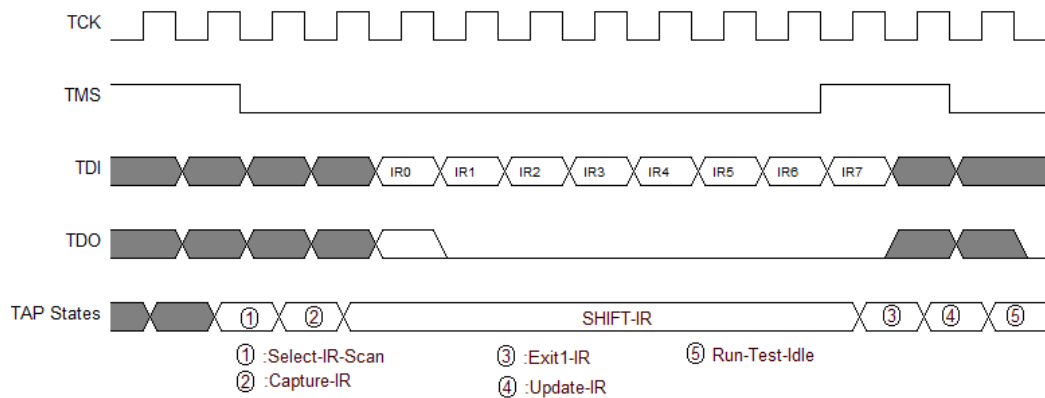 TCK
TMS
TDI IR0 IR1 IR2 IR3 IR4 IR5 IR6 IR7
TDO
TAP States ① ② SHIFT-IR ③ ④ ⑤
① :Select-IR-Scan ③ :Exit1-IR ⑤ Run-Test-Idle
② :Capture-IR ④ :Update-IR